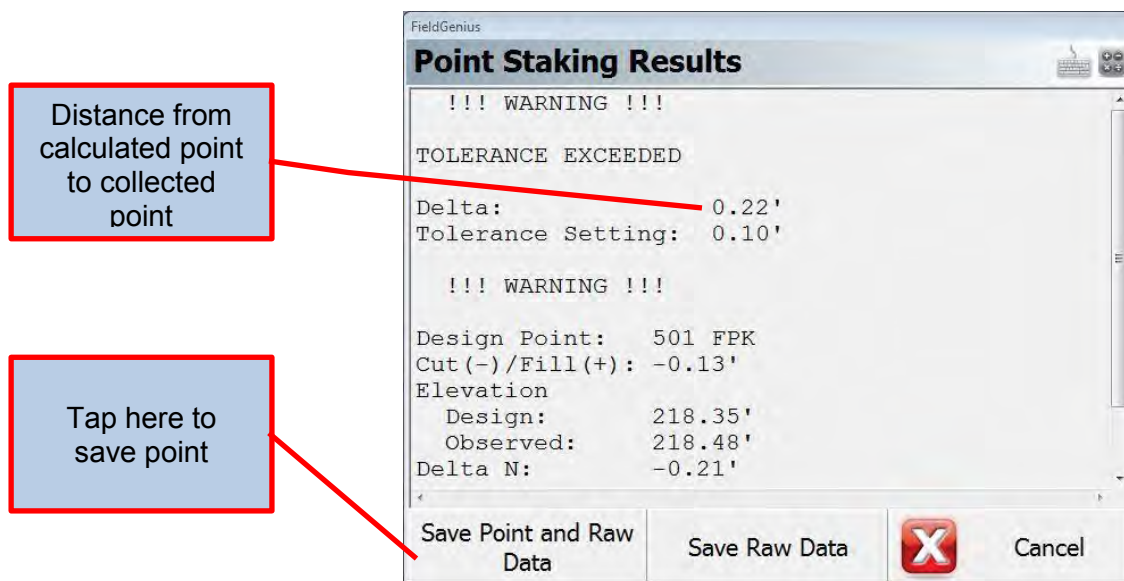 FieldGenius
Point Staking Results
!!! WARNING !!!
TOLERANCE EXCEEDED
Delta: 0.22'
Tolerance Setting: 0.10'
!!! WARNING !!!
Design Point: 501 FPK
Cut(-)/Fill(+): -0.13'
Elevation
Design: 218.35'
Observed: 218.48'
Delta N: -0.21'
Save Point and Raw
Data
Save Raw Data
Cancel
Distance from
calculated point
to collected
point
Tap here to
save point